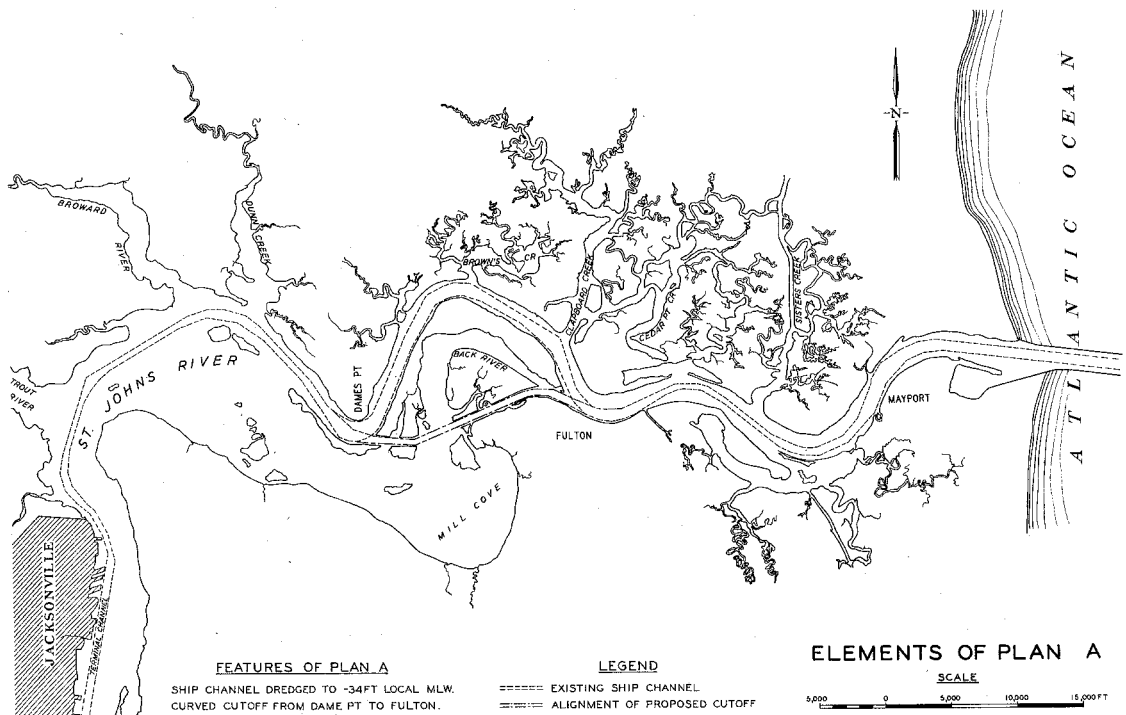 ATLANTIC OCEAN
-N-
BROWARD RIVER
DUNN CREEK
BROWN'S CR
CLAPBOARD CREEK
CEDAR PT CRK
SISTERS CREEK
TROUT RIVER
ST. JOHNS RIVER
DAMES PT
BACK RIVER
FULTON
MAYPORT
MILL COVE
JACKSONVILLE
TERMINAL CHANNEL
FEATURES OF PLAN A
SHIP CHANNEL DREDGED TO -34FT LOCAL MLW.
CURVED CUTOFF FROM DAME PT TO FULTON.
LEGEND
EXISTING SHIP CHANNEL
ALIGNMENT OF PROPOSED CUTOFF
ELEMENTS OF PLAN A
SCALE
5,000 0 5,000 10,000 15,000 FT